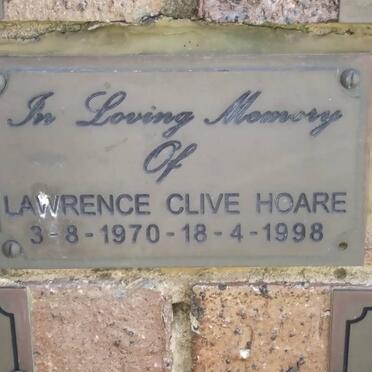 In Loving Memory
Of
LAWRENCE CLIVE HOARE
3-8-1970-18-4-1998